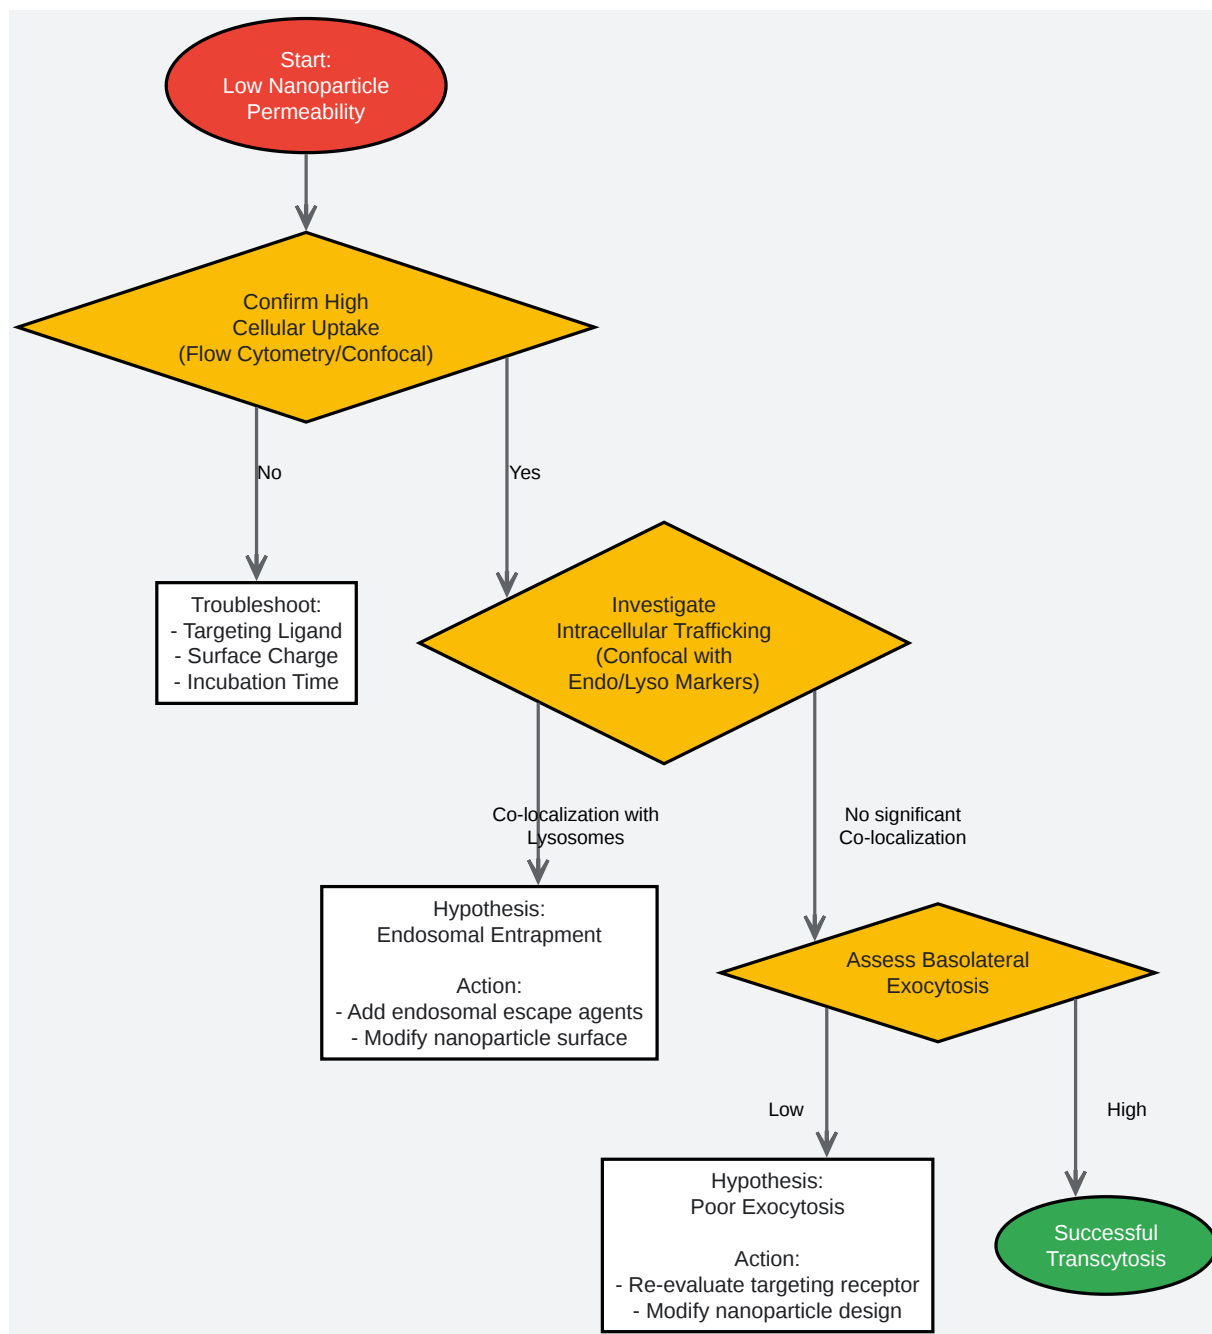 Start:
Low Nanoparticle
Permeability
Confirm High
Cellular Uptake
(Flow Cytometry/Confocal)
No
Yes
Troubleshoot:
- Targeting Ligand
- Surface Charge
- Incubation Time
Investigate
Intracellular Trafficking
(Confocal with
Endo/Lyso Markers)
Co-localization with
Lysosomes
No significant
Co-localization
Hypothesis:
Endosomal Entrapment
Action:
- Add endosomal escape agents
- Modify nanoparticle surface
Assess Basolateral
Exocytosis
Low
High
Hypothesis:
Poor Exocytosis
Action:
- Re-evaluate targeting receptor
- Modify nanoparticle design
Successful
Transcytosis